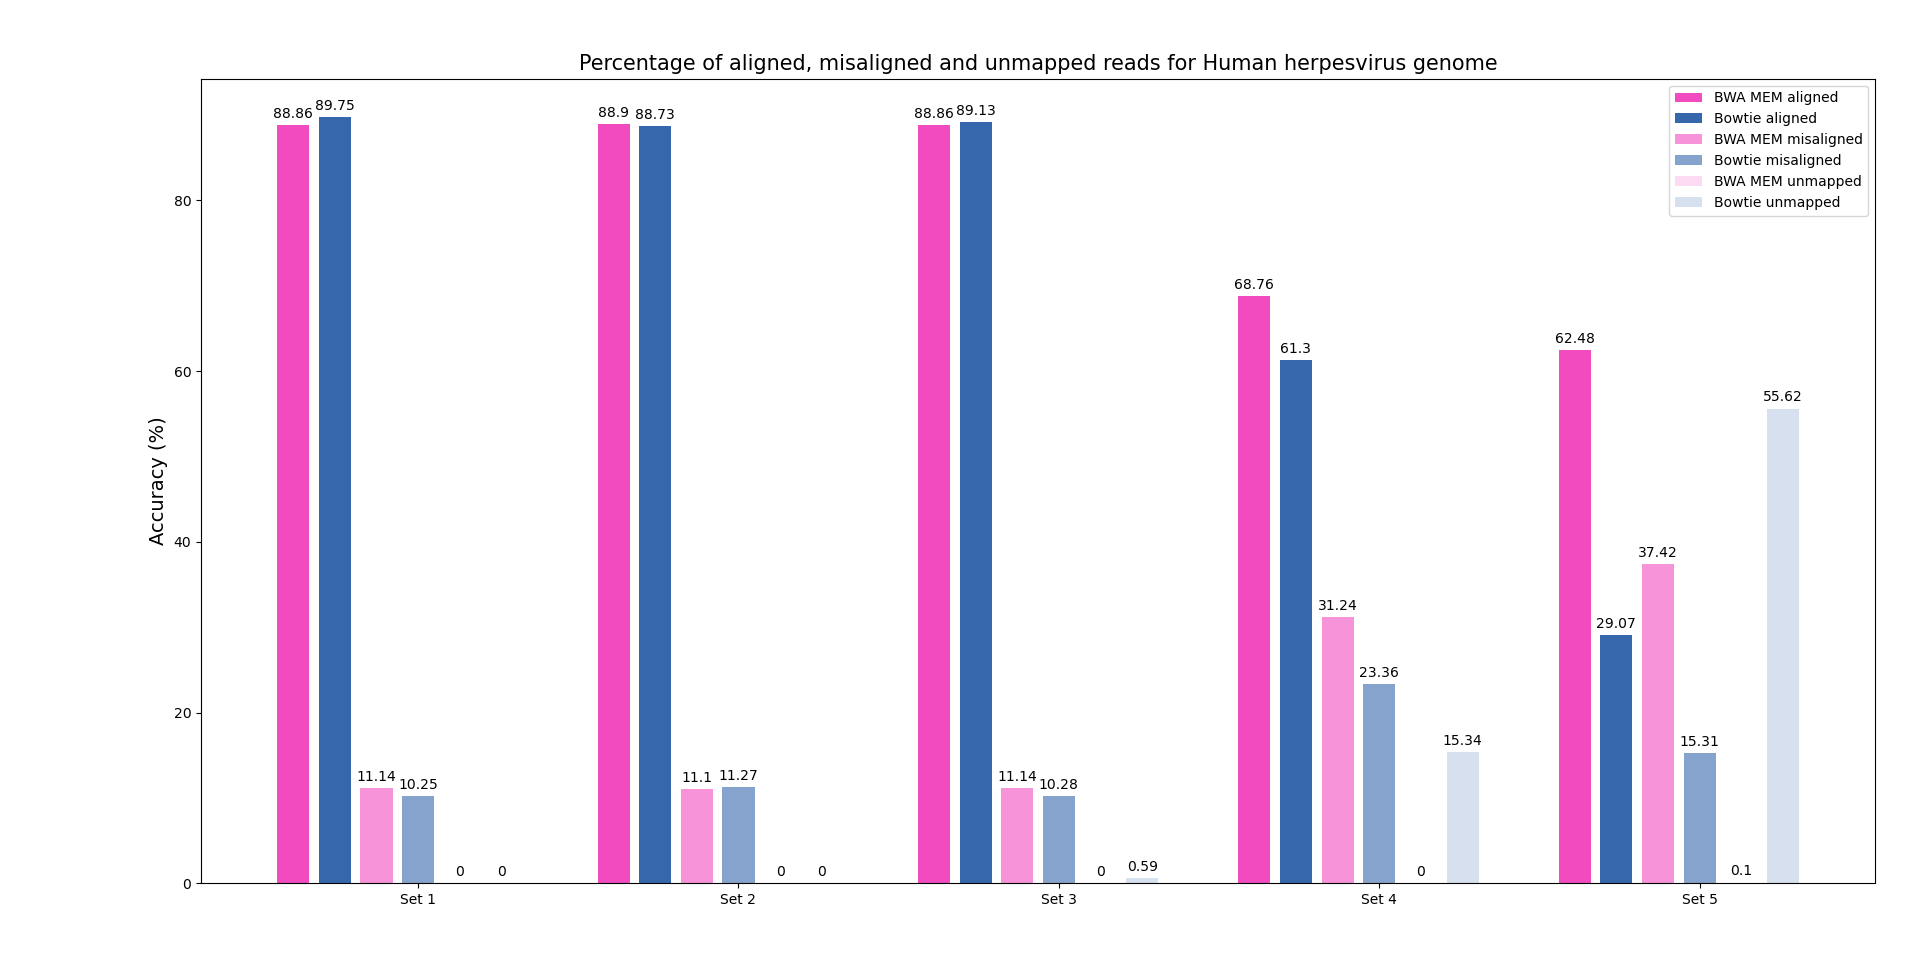 Percentage of aligned, misaligned and unmapped reads for Human herpesvirus genome
BWA MEM aligned
Bowtie aligned
BWA MEM misaligned
Bowtie misaligned
BWA MEM unmapped
Bowtie unmapped
Accuracy (%)
80
60
40
20
0
88.86 89.75 11.14 10.25 0 0
88.9 88.73 11.1 11.27 0 0
88.86 89.13 11.14 10.28 0 0.59
68.76 61.3 31.24 23.36 0 15.34
62.48 29.07 37.42 15.31 0.1 55.62
Set 1 Set 2 Set 3 Set 4 Set 5